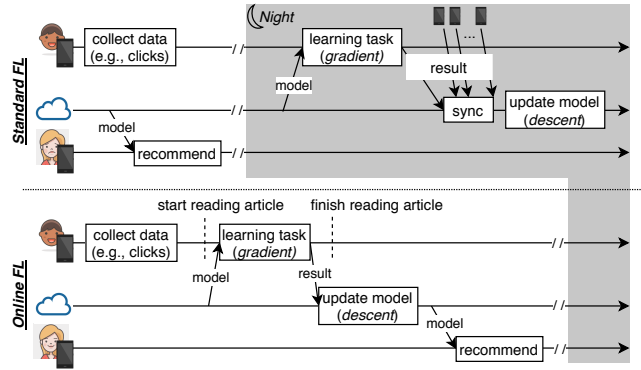 Standard FL
Night
collect data
(e.g., clicks)
learning task
(gradient)
...
model
result
model
sync
update model
(descent)
recommend
Online FL
start reading article
finish reading article
collect data
(e.g., clicks)
learning task
(gradient)
model
result
update model
(descent)
model
recommend